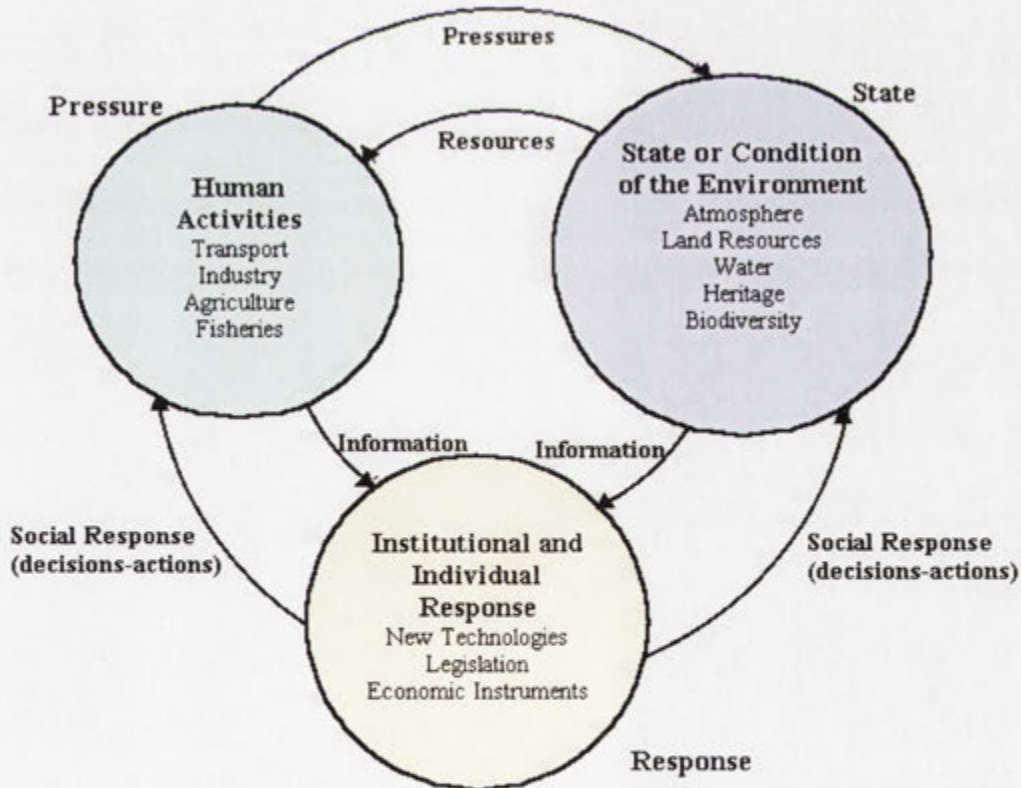 Pressures
Pressure
State
Resources
Human
Activities
Transport
Industry
Agriculture
Fisheries
State or Condition
of the Environment
Atmosphere
Land Resources
Water
Heritage
Biodiversity
Information
Information
Social Response
(decisions-actions)
Institutional and
Individual
Response
New Technologies
Legislation
Economic Instruments
Social Response
(decisions-actions)
Response